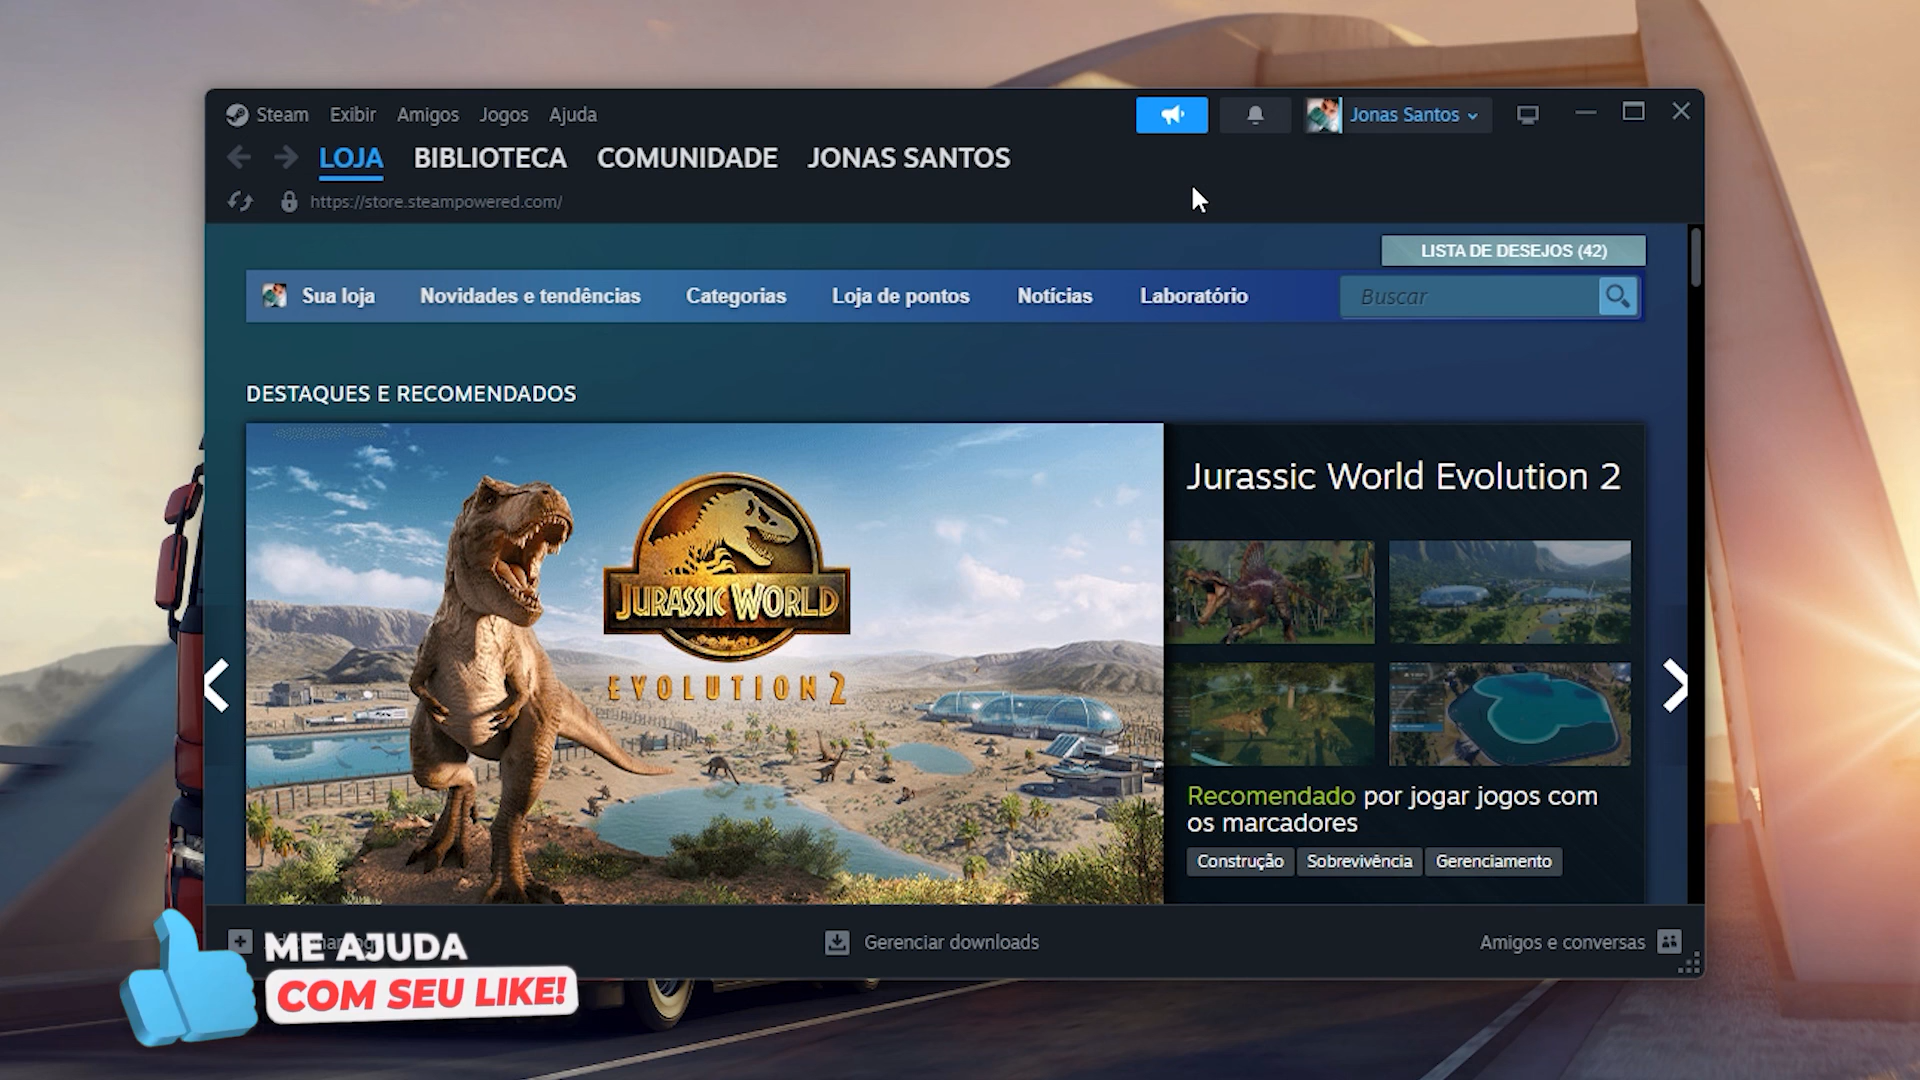 Steam Exibir Amigos Jogos Ajuda
Jonas Santos
LOJA BIBLIOTECA COMUNIDADE JONAS SANTOS
https://store.steampowered.com/
LISTA DE DESEJOS (42)
Sua loja Novidades e tendências Categorias Loja de pontos Notícias Laboratório Buscar
DESTAQUES E RECOMENDADOS
Jurassic World Evolution 2
JURASSIC WORLD
EVOLUTION 2
Recomendado por jogar jogos com
os marcadores
Construção Sobrevivência Gerenciamento
Gerenciar downloads
Amigos e conversas
ME AJUDA
COM SEU LIKE!